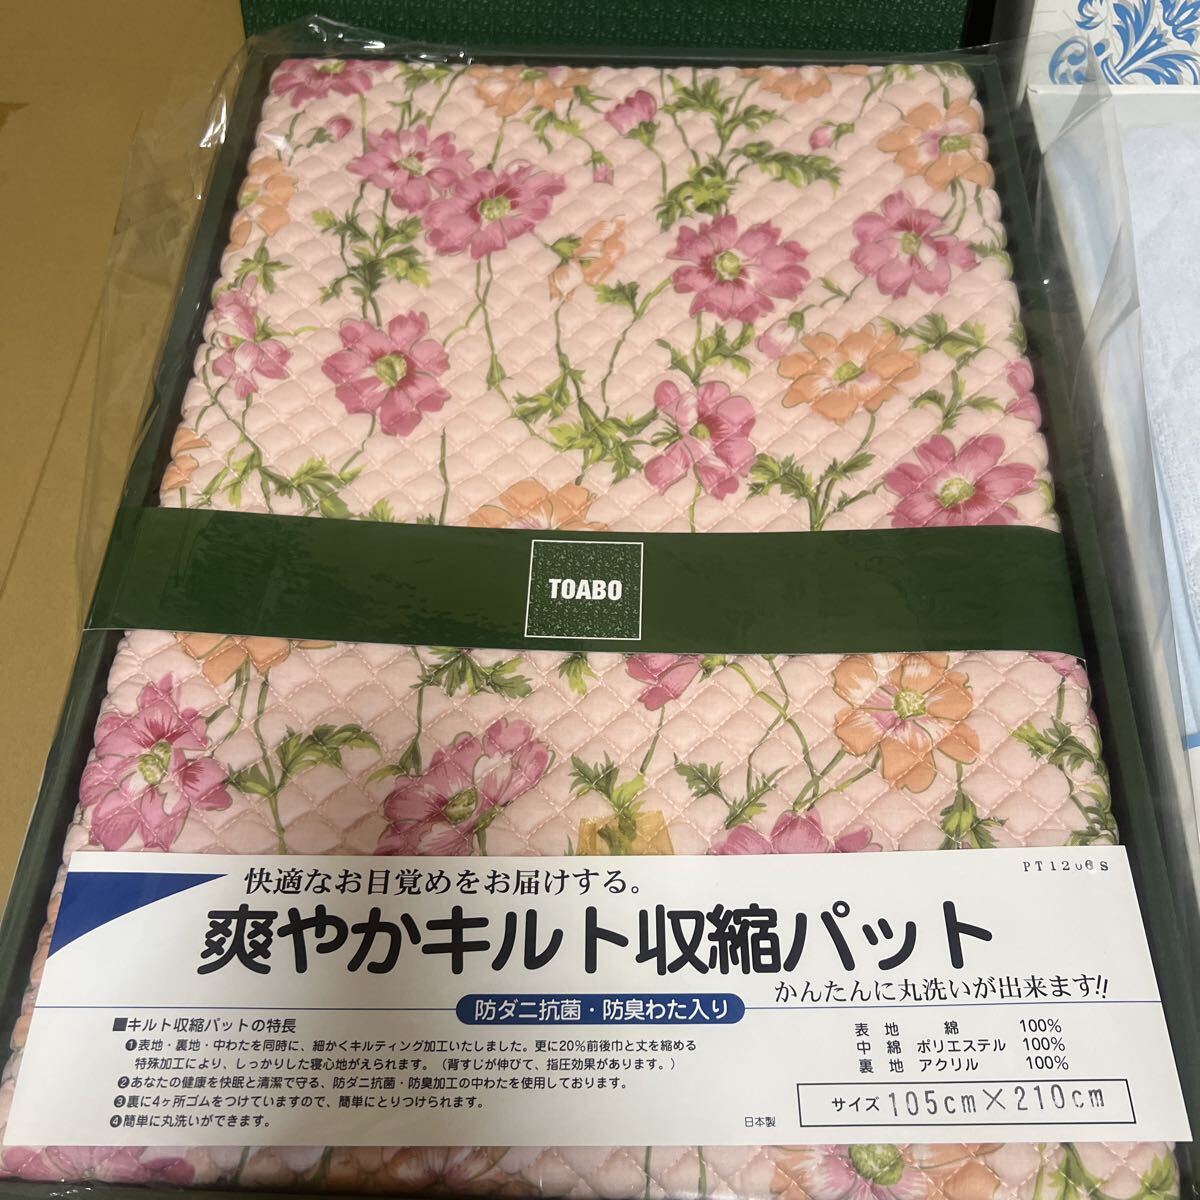 TOABO
PT1206S
快適なお目覚めをお届けする。
爽やかキルト収縮パット
かんたんに丸洗いが出来ます!!
防ダニ抗菌・防臭わた入り
■キルト収縮パットの特長
❶表地・裏地・中わたを同時に、細かくキルティング加工いたしました。更に20%前後巾と丈を縮める
特殊加工により、しっかりした寝心地がえられます。（背すじが伸びて、指圧効果があります。）
❷あなたの健康を快眠と清潔で守る、防ダニ抗菌・防臭加工の中わたを使用しております。
❸裏に4ヶ所ゴムをつけていますので、簡単にとりつけられます。
❹簡単に丸洗いができます。
表地 綿 100%
中綿 ポリエステル 100%
裏地 アクリル 100%
日本製
サイズ 105cm×210cm